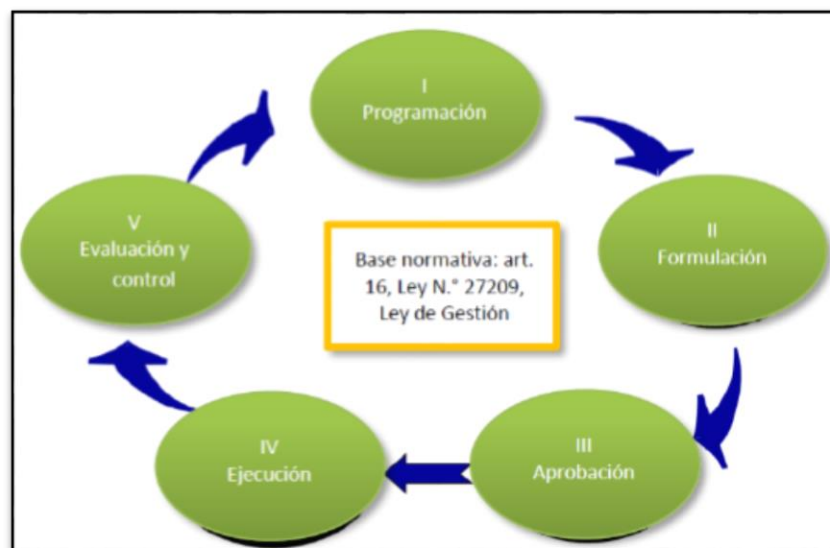 I
Programación
II
Formulación
III
Aprobación
IV
Ejecución
V
Evaluación y
control
Base normativa: art.
16, Ley N.° 27209,
Ley de Gestión